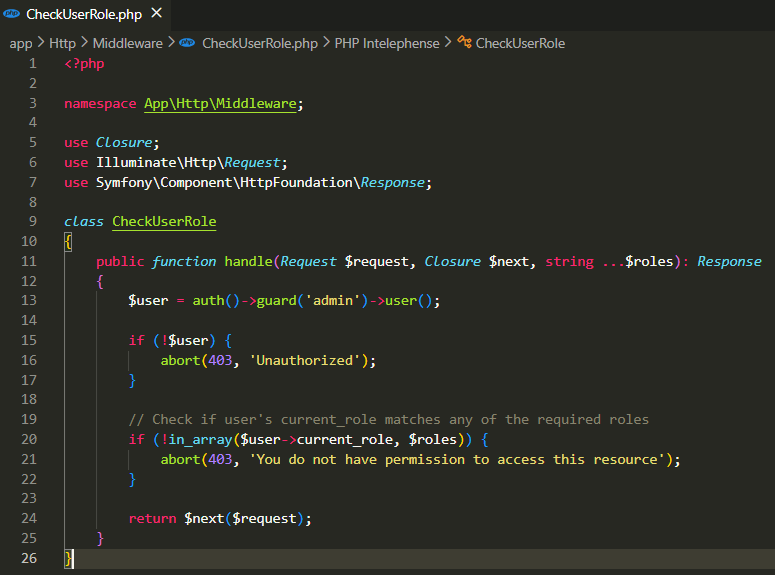 php CheckUserRole.php ×
app > Http > Middleware > php CheckUserRole.php > PHP Intelephense > CheckUserRole
1 <?php
2
3 namespace App\Http\Middleware;
4
5 use Closure;
6 use Illuminate\Http\Request;
7 use Symfony\Component\HttpFoundation\Response;
8
9 class CheckUserRole
10 {
11     public function handle(Request $request, Closure $next, string ...$roles): Response
12     {
13         $user = auth()->guard('admin')->user();
14
15         if (!$user) {
16             abort(403, 'Unauthorized');
17         }
18
19         // Check if user's current_role matches any of the required roles
20         if (!in_array($user->current_role, $roles)) {
21             abort(403, 'You do not have permission to access this resource');
22         }
23
24         return $next($request);
25     }
26 }